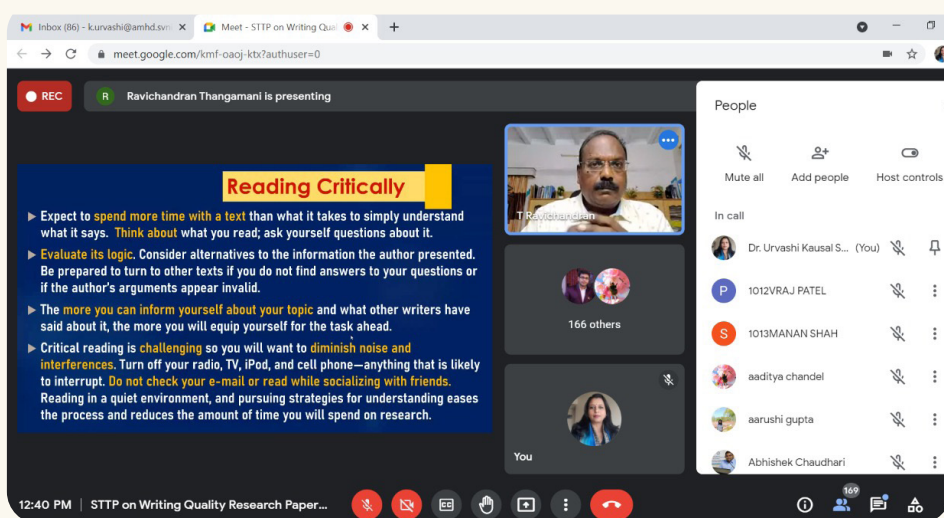 Inbox (86) - k.urvashi@amhd.svn
Meet - STTP on Writing Qua
meet.google.com/kmf-oaoj-ktx?authuser=0
REC
R
Ravichandran Thangamani is presenting
Reading Critically
Expect to spend more time with a text than what it takes to simply understand
what it says. Think about what you read; ask yourself questions about it.
Evaluate its logic. Consider alternatives to the information the author presented.
Be prepared to turn to other texts if you do not find answers to your questions or
if the author's arguments appear invalid.
The more you can inform yourself about your topic and what other writers have
said about it, the more you will equip yourself for the task ahead.
Critical reading is challenging so you will want to diminish noise and
interferences. Turn off your radio, TV, iPod, and cell phone—anything that is likely
to interrupt. Do not check your e-mail or read while socializing with friends.
Reading in a quiet environment, and pursuing strategies for understanding eases
the process and reduces the amount of time you will spend on research.
T Ravichandran
166 others
You
People
Mute all
Add people
Host controls
In call
Dr. Urvashi Kausal S... (You)
P
1012VRAJ PATEL
S
1013MANAN SHAH
aaditya chandel
aarushi gupta
Abhishek Chaudhari
12:40 PM | STTP on Writing Quality Research Paper...
CC
169